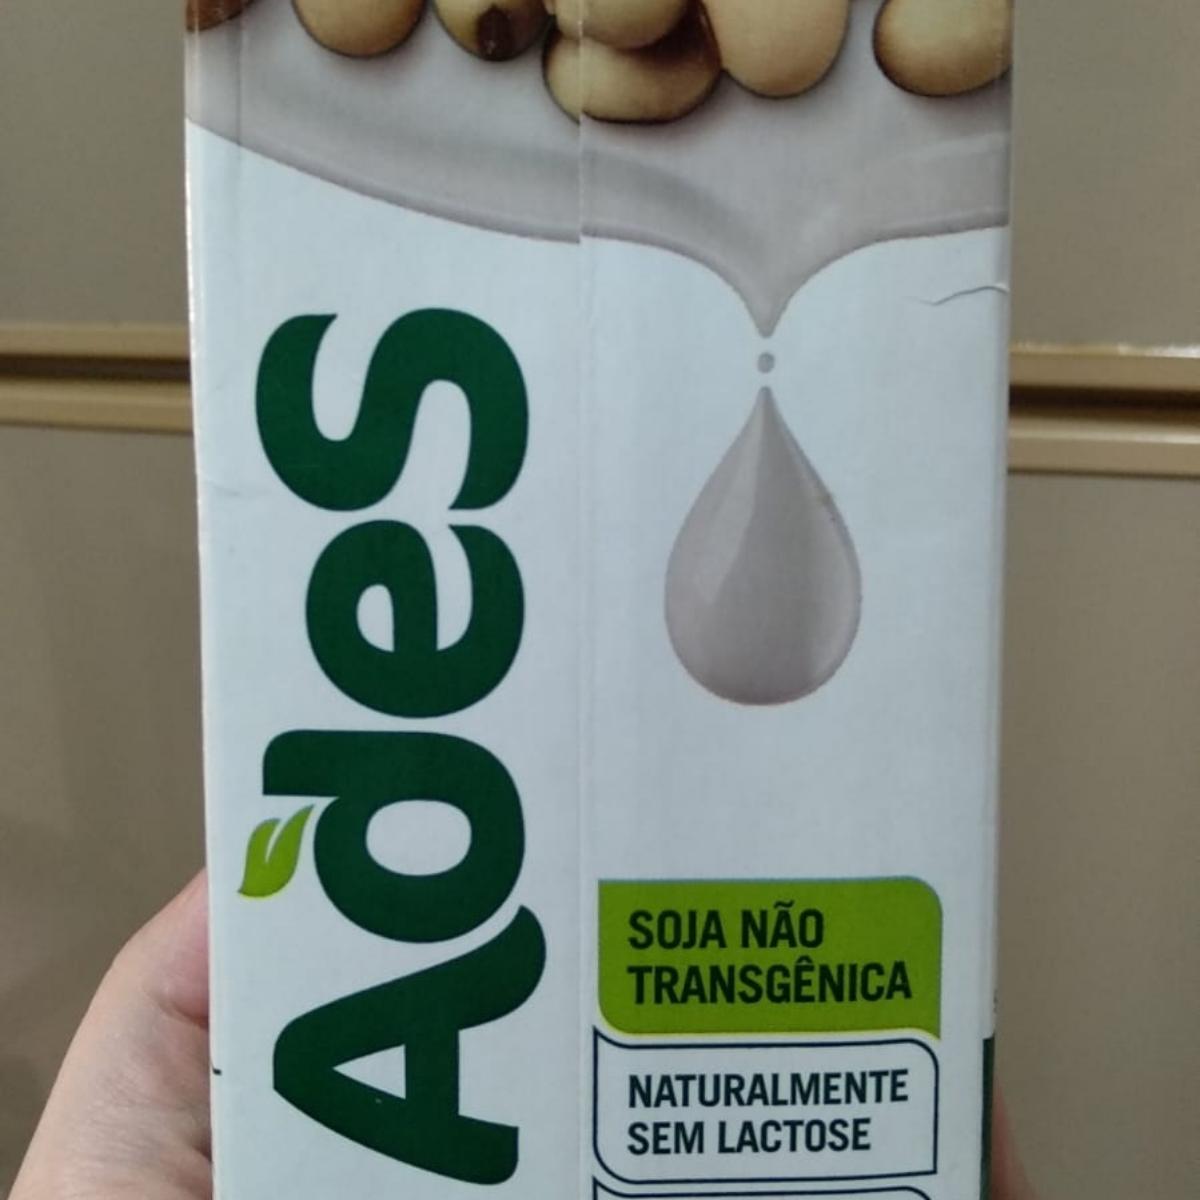 AdeS
SOJA NÃO
TRANSGÊNICA
NATURALMENTE
SEM LACTOSE